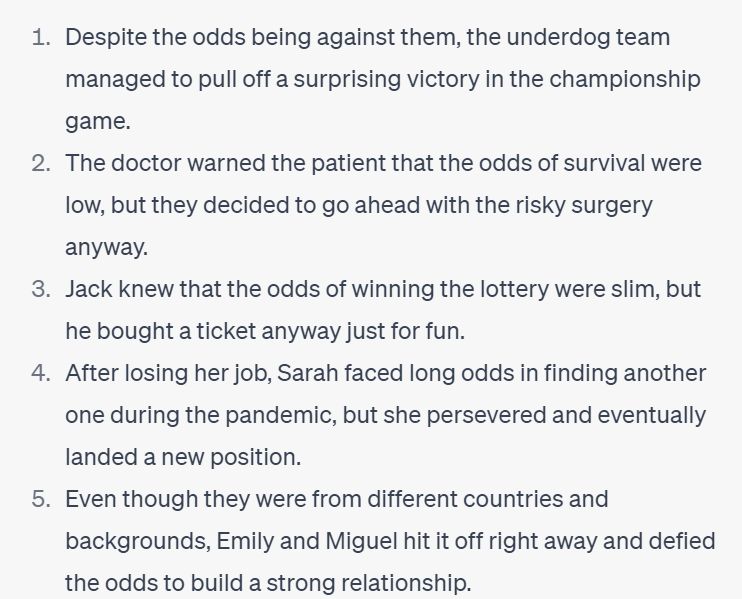 1. Despite the odds being against them, the underdog team
managed to pull off a surprising victory in the championship
game.
2. The doctor warned the patient that the odds of survival were
low, but they decided to go ahead with the risky surgery
anyway.
3. Jack knew that the odds of winning the lottery were slim, but
he bought a ticket anyway just for fun.
4. After losing her job, Sarah faced long odds in finding another
one during the pandemic, but she persevered and eventually
landed a new position.
5. Even though they were from different countries and
backgrounds, Emily and Miguel hit it off right away and defied
the odds to build a strong relationship.